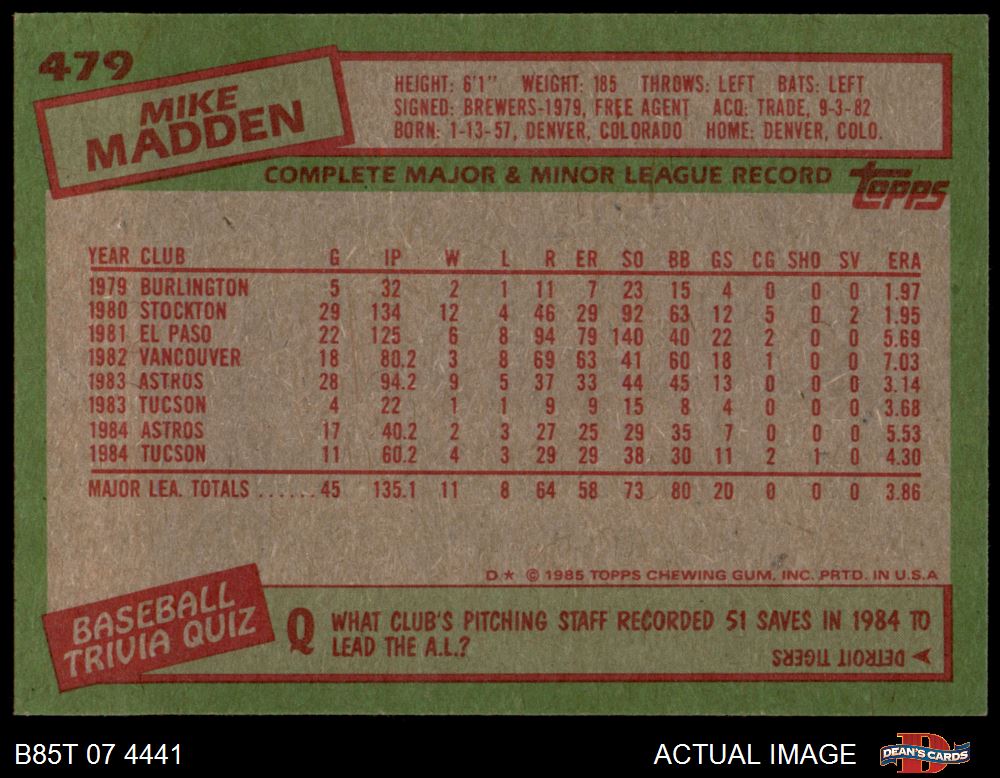 479
MIKE
MADDEN
HEIGHT: 6'1" WEIGHT: 185 THROWS: LEFT BATS: LEFT
SIGNED: BREWERS-1979, FREE AGENT ACQ: TRADE, 9-3-82
BORN: 1-13-57, DENVER, COLORADO HOME: DENVER, COLO.
COMPLETE MAJOR & MINOR LEAGUE RECORD
topps
YEAR CLUB G IP W L R ER SO BB GS CG SHO SV ERA
1979 BURLINGTON 5 32 2 1 11 7 23 15 4 0 0 0 1.97
1980 STOCKTON 29 134 12 4 46 29 92 63 12 5 0 2 1.95
1981 EL PASO 22 125 6 8 94 79 140 40 22 2 0 0 5.69
1982 VANCOUVER 18 80.2 3 8 69 63 41 60 18 1 0 0 7.03
1983 ASTROS 28 94.2 9 5 37 33 44 45 13 0 0 0 3.14
1983 TUCSON 4 22 1 1 9 9 15 8 4 0 0 0 3.68
1984 ASTROS 17 40.2 2 3 27 25 29 35 7 0 0 0 5.53
1984 TUCSON 11 60.2 4 3 29 29 38 30 11 2 1 0 4.30
MAJOR LEA. TOTALS ......45 135.1 11 8 64 58 73 80 20 0 0 0 3.86
D* © 1985 TOPPS CHEWING GUM, INC. PRTD. IN U.S.A
BASEBALL
TRIVIA QUIZ
Q WHAT CLUB'S PITCHING STAFF RECORDED 51 SAVES IN 1984 TO
LEAD THE A.L.?
DETROIT TIGERS
B85T 07 4441
ACTUAL IMAGE
DEAN'S CARDS